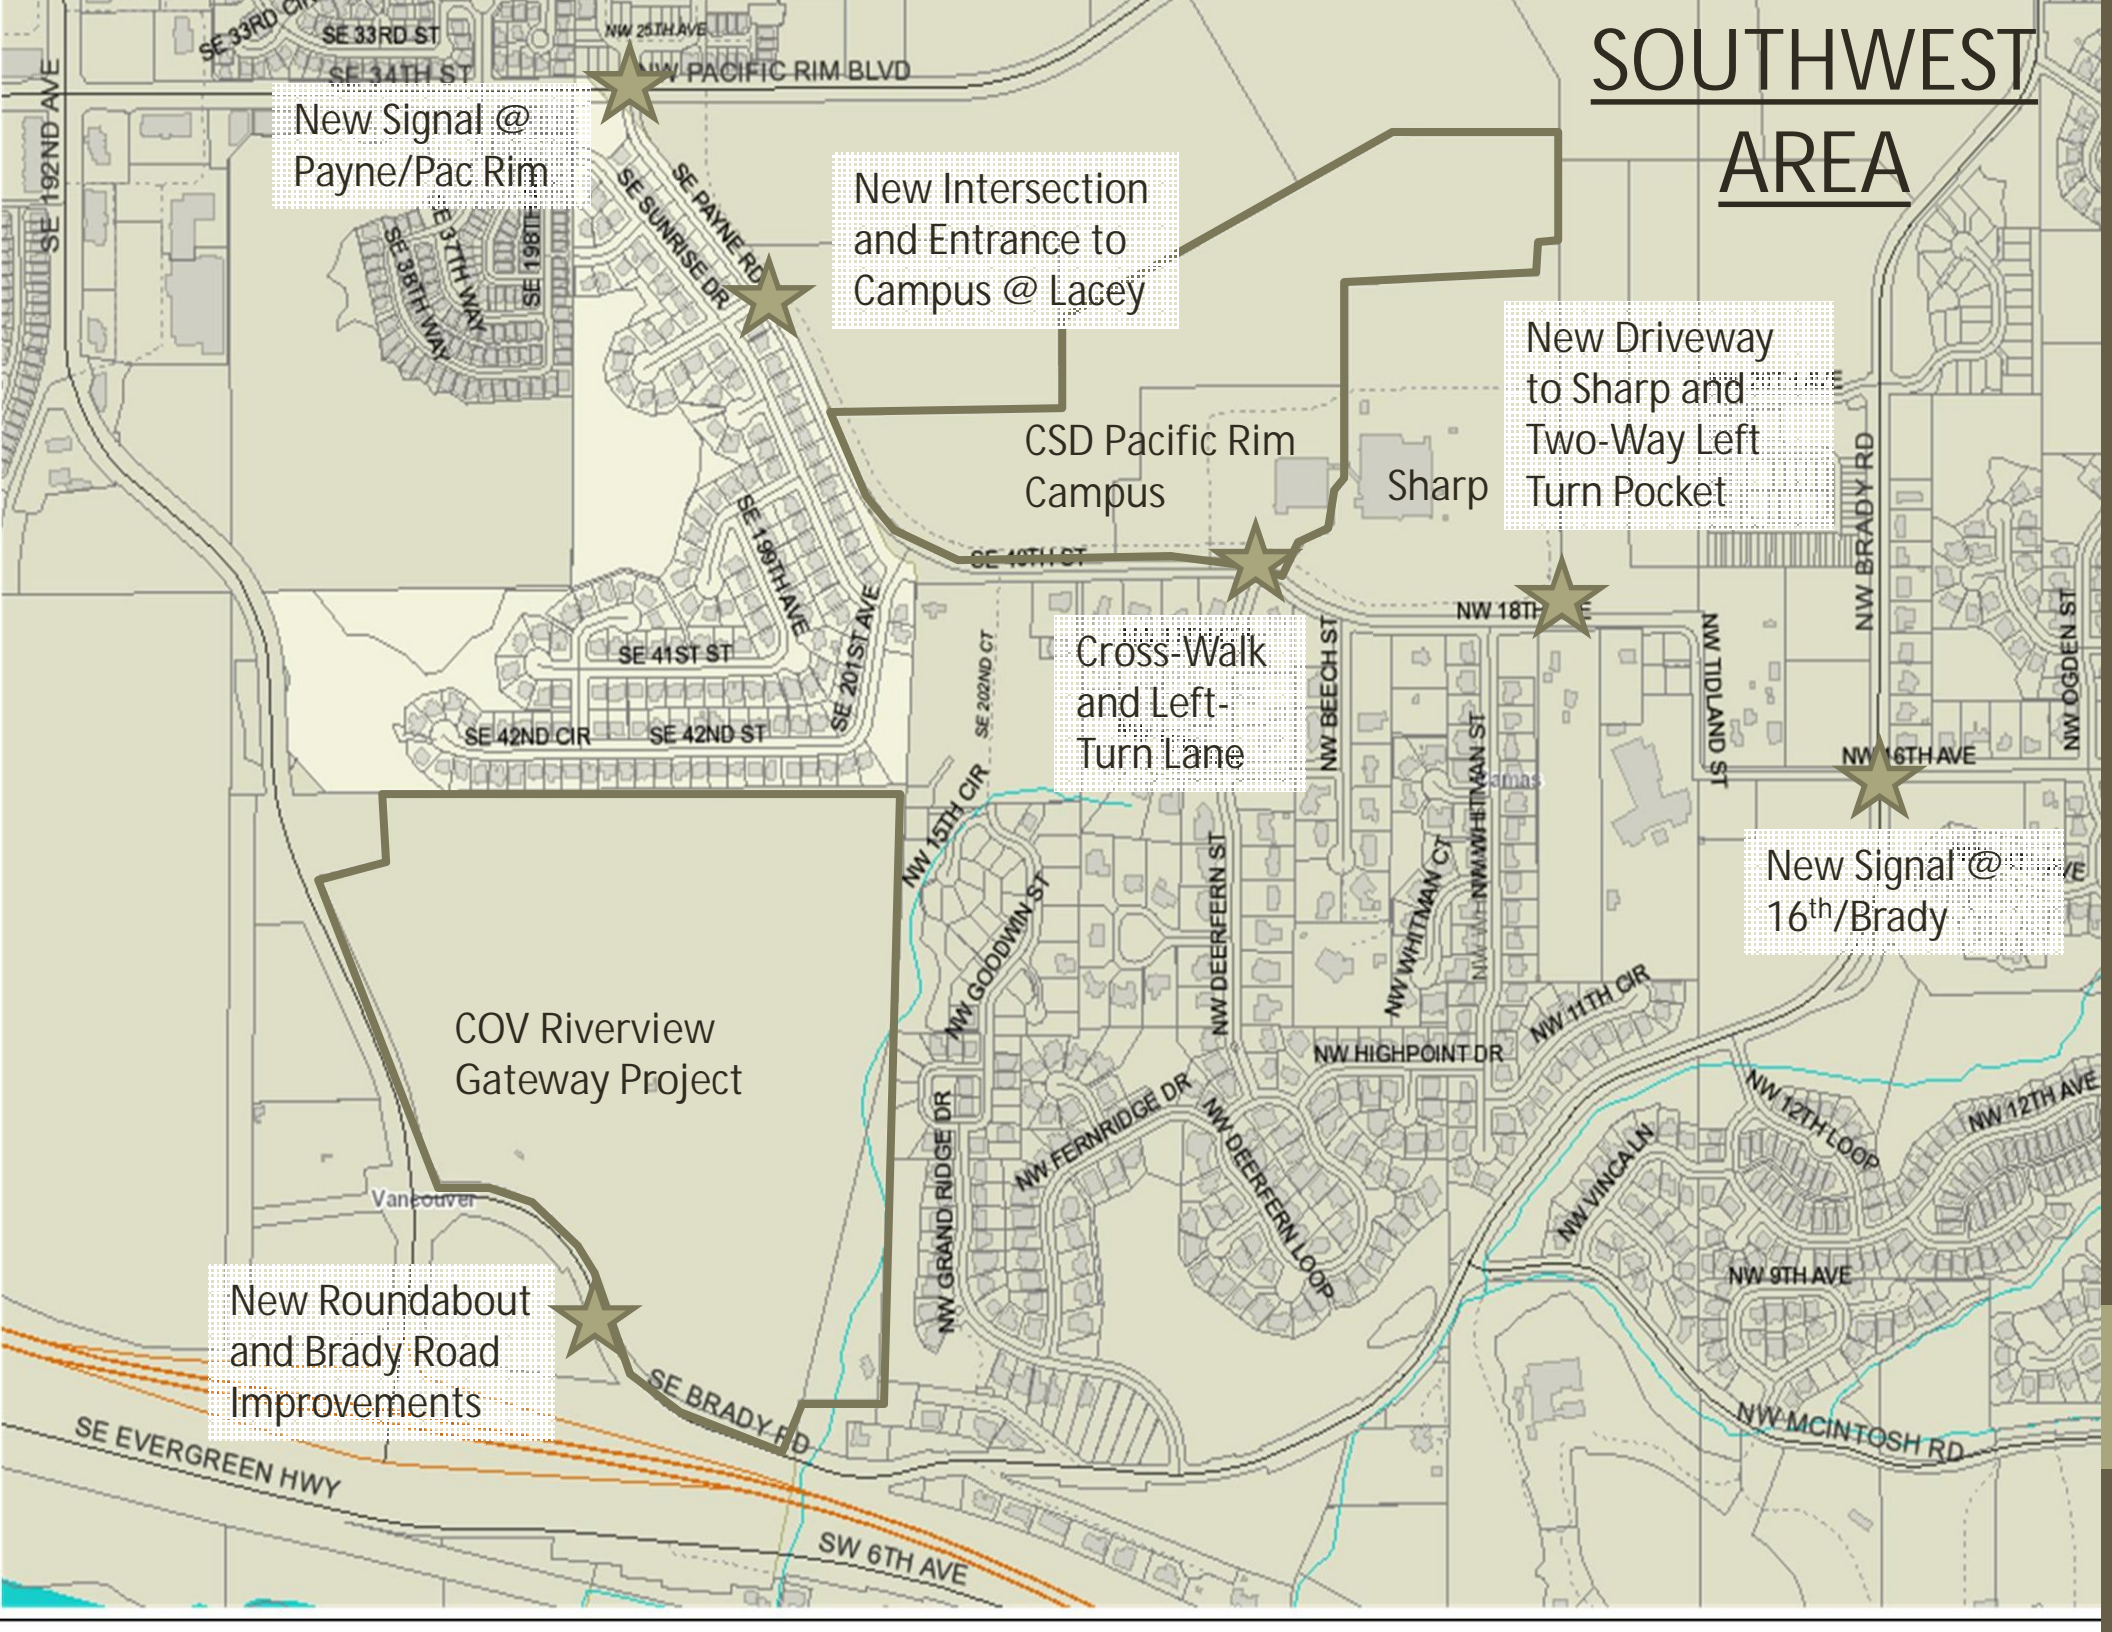 SOUTHWEST
AREA
SE 33RD CIR
SE 33RD ST
NW 25TH AVE
SE 34TH ST
NW PACIFIC RIM BLVD
SE 192ND AVE
New Signal @
Payne/Pac Rim
SE PAYNE RD
SE SUNRISE DR
SE 38TH WAY
E 37TH WAY
SE 198TH
New Intersection
and Entrance to
Campus @ Lacey
New Driveway
to Sharp and
Two-Way Left
Turn Pocket
CSD Pacific Rim
Campus
Sharp
NW BRADY RD
SE 199TH AVE
SE 40TH ST
NW 18TH
SE 41ST ST
SE 201ST AVE
SE 202ND CT
Cross-Walk
and Left-
Turn Lane
NW BEECH ST
NW TIDLAND ST
NW OGDEN ST
SE 42ND CIR
SE 42ND ST
NW 16TH AVE
NW WHITMAN ST
Camas
NW 15TH CIR
NW GOODWIN ST
NW DEERFERN ST
NW WHITMAN CT
New Signal @
16th/Brady
VE
COV Riverview
Gateway Project
NW 11TH CIR
NW HIGHPOINT DR
NW GRAND RIDGE DR
NW FERNRIDGE DR
NW DEERFERN LOOP
NW VINCA LN
NW 12TH LOOP
NW 12TH AVE
Vancouver
NW 9TH AVE
New Roundabout
and Brady Road
Improvements
SE BRADY RD
NW MCINTOSH RD
SE EVERGREEN HWY
SW 6TH AVE